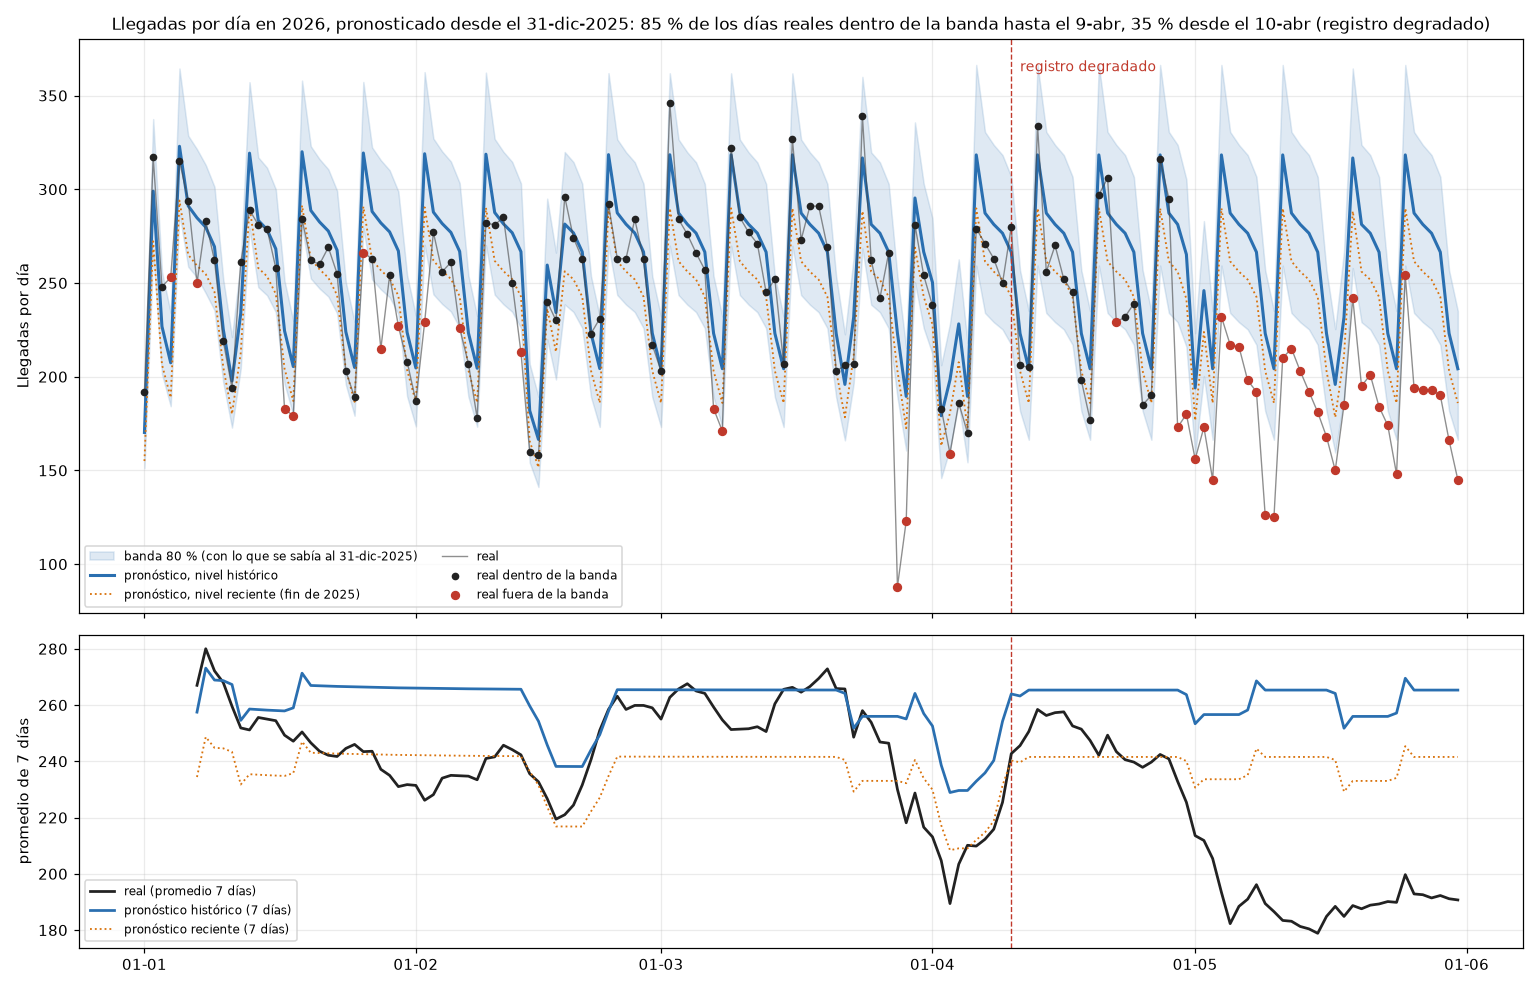 Llegadas por día en 2026, pronosticado desde el 31-dic-2025: 85 % de los días reales dentro de la banda hasta el 9-abr, 35 % desde el 10-abr (registro degradado)
registro degradado
Llegadas por día
350
300
250
200
150
100
banda 80 % (con lo que se sabía al 31-dic-2025)
pronóstico, nivel histórico
pronóstico, nivel reciente (fin de 2025)
real
real dentro de la banda
real fuera de la banda
promedio de 7 días
280
260
240
220
200
180
real (promedio 7 días)
pronóstico histórico (7 días)
pronóstico reciente (7 días)
01-01
01-02
01-03
01-04
01-05
01-06